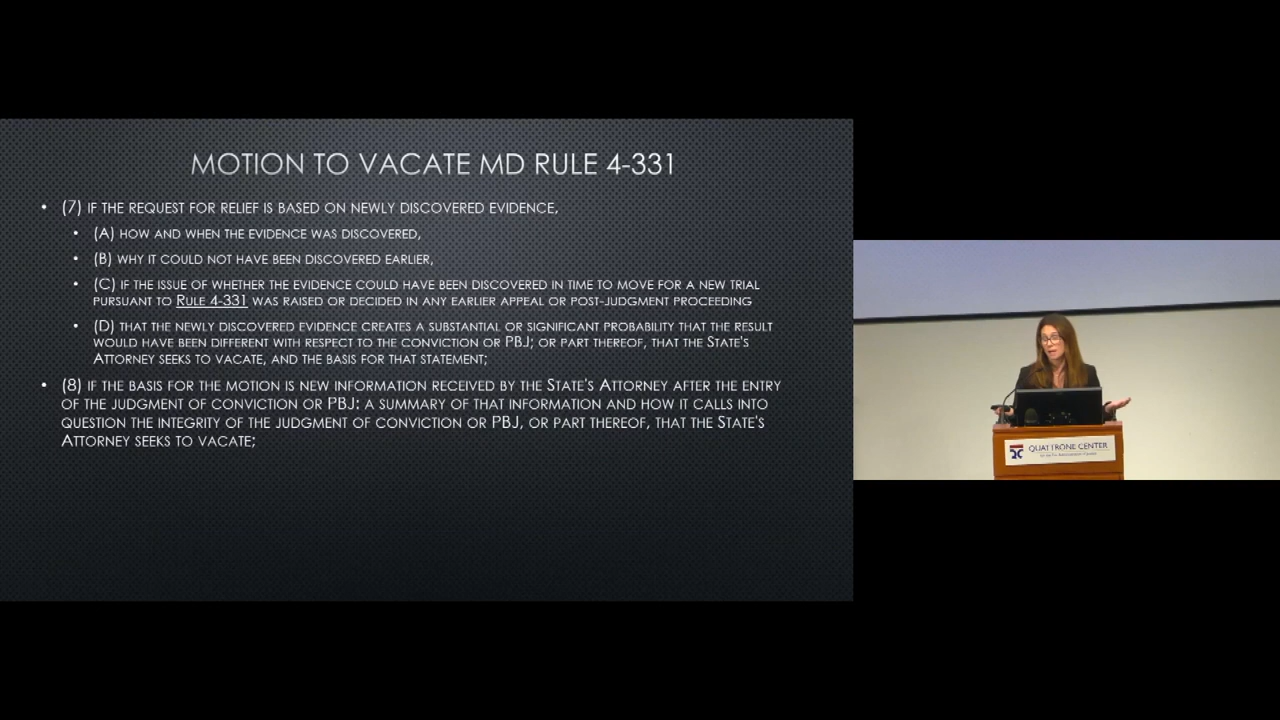 MOTION TO VACATE MD RULE 4-331
• (7) IF THE REQUEST FOR RELIEF IS BASED ON NEWLY DISCOVERED EVIDENCE,
• (A) HOW AND WHEN THE EVIDENCE WAS DISCOVERED,
• (B) WHY IT COULD NOT HAVE BEEN DISCOVERED EARLIER,
• (C) IF THE ISSUE OF WHETHER THE EVIDENCE COULD HAVE BEEN DISCOVERED IN TIME TO MOVE FOR A NEW TRIAL
PURSUANT TO RULE 4-331 WAS RAISED OR DECIDED IN ANY EARLIER APPEAL OR POST-JUDGMENT PROCEEDING
• (D) THAT THE NEWLY DISCOVERED EVIDENCE CREATES A SUBSTANTIAL OR SIGNIFICANT PROBABILITY THAT THE RESULT
WOULD HAVE BEEN DIFFERENT WITH RESPECT TO THE CONVICTION OR PBJ; OR PART THEREOF, THAT THE STATE'S
ATTORNEY SEEKS TO VACATE, AND THE BASIS FOR THAT STATEMENT;
• (8) IF THE BASIS FOR THE MOTION IS NEW INFORMATION RECEIVED BY THE STATE'S ATTORNEY AFTER THE ENTRY
OF THE JUDGMENT OF CONVICTION OR PBJ: A SUMMARY OF THAT INFORMATION AND HOW IT CALLS INTO
QUESTION THE INTEGRITY OF THE JUDGMENT OF CONVICTION OR PBJ, OR PART THEREOF, THAT THE STATE'S
ATTORNEY SEEKS TO VACATE;
QUATTRONE CENTER